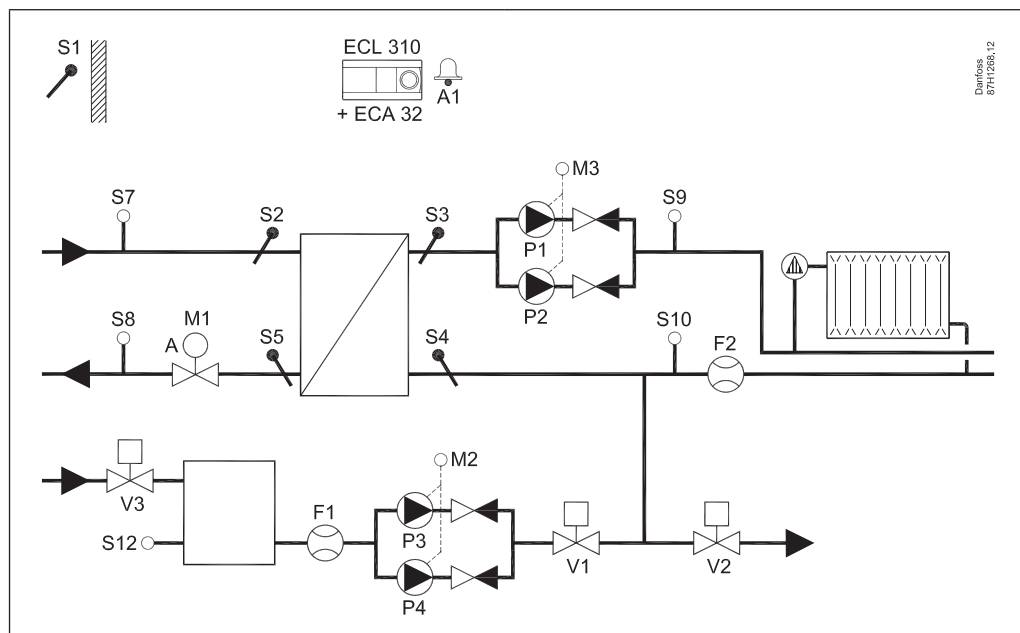 S1
ECL 310
A1
+ ECA 32
Danfoss
87H1268.12
S7
S2
S3
M3
S9
P1
P2
S8
M1
A
S5
S4
S10
F2
V3
S12
F1
M2
P3
P4
V1
V2